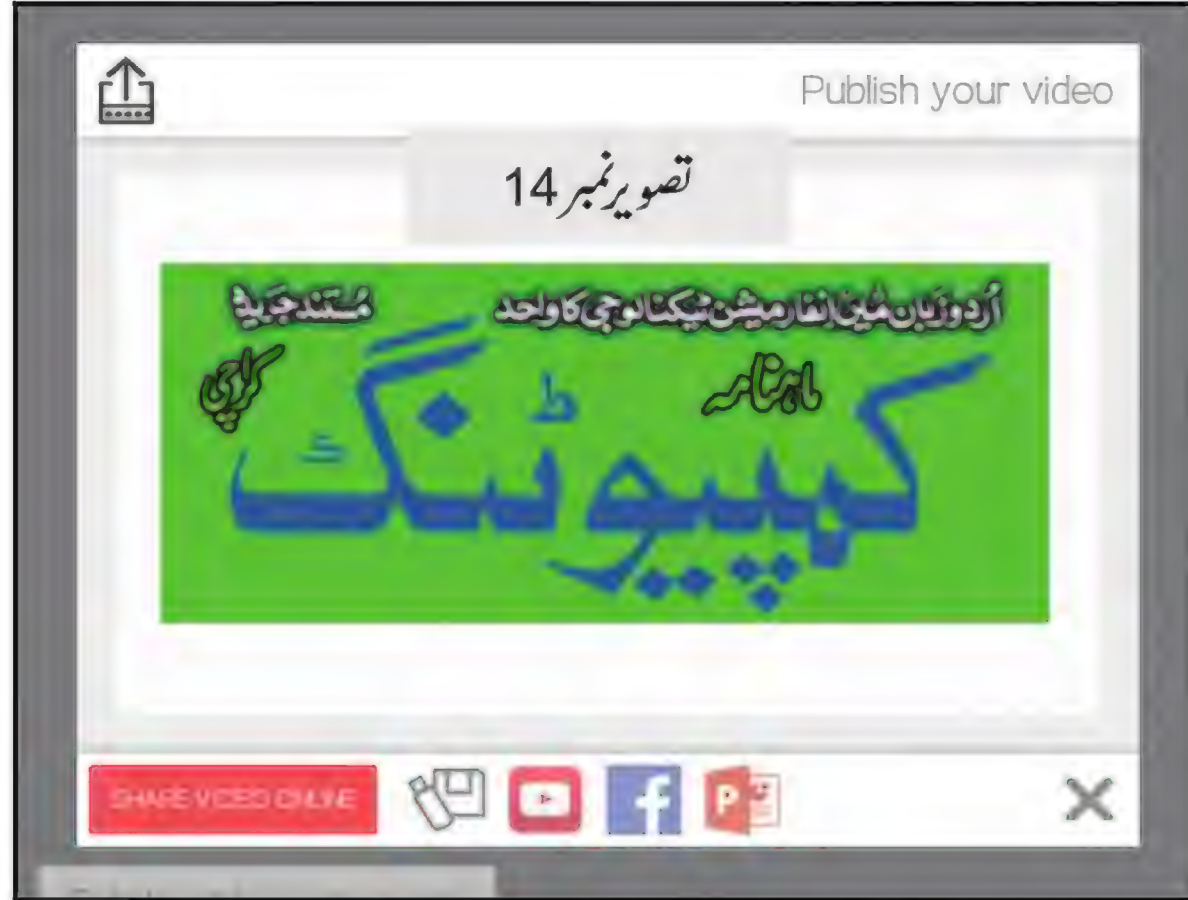 Publish your video
تصویر نمبر 14
اُردو زبان میں انفارمیشن ٹیکنالوجی کا واحد مُستند جریدہ
ماہنامہ
کمپیوٹنگ
کراچی
SHARE VIDEO ONLINE